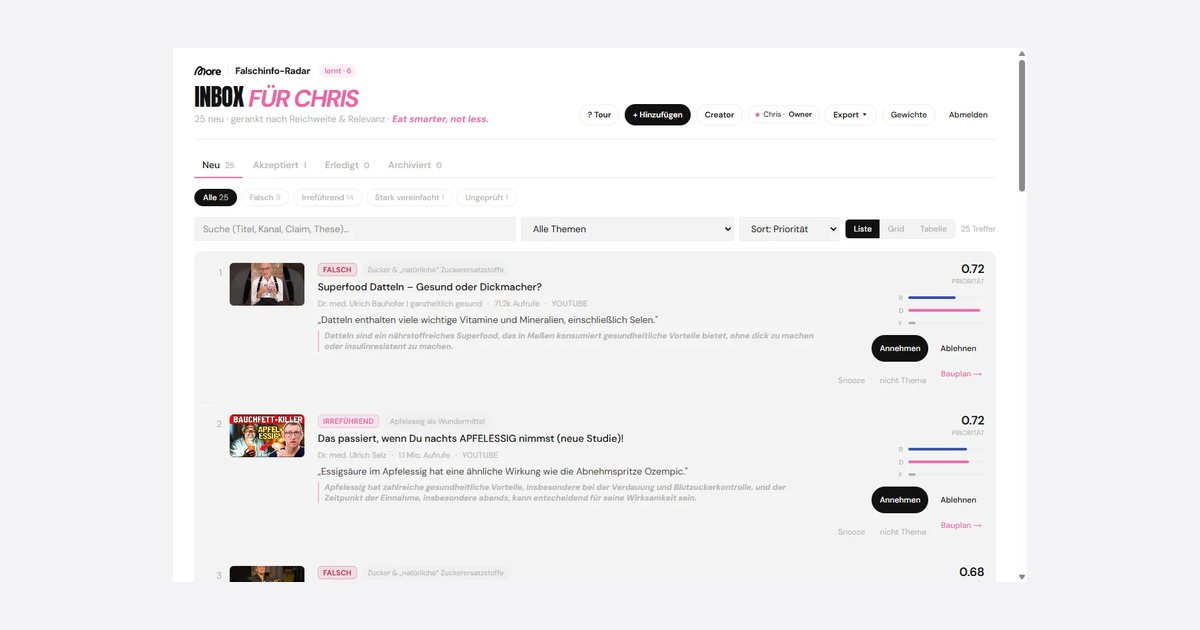 More Falschinfo-Radar lernt · 6
INBOX FÜR CHRIS
25 neu · gerankt nach Reichweite & Relevanz · Eat smarter, not less.
? Tour + Hinzufügen Creator Chris · Owner Export Gewichte Abmelden
Neu 25 Akzeptiert 1 Erledigt 0 Archiviert 0
Alle 25 Falsch 9 Irreführend 14 Stark vereinfacht 1 Ungeprüft 1
Suche (Titel, Kanal, Claim, These)... Alle Themen Sort: Priorität Liste Grid Tabelle 25 Treffer
1 FALSCH Zucker & „natürliche" Zuckerersatzstoffe 0.72
Superfood Datteln – Gesund oder Dickmacher? PRIORITÄT
Dr. med. Ulrich Bauhofer | ganzheitlich gesund · 71.2k Aufrufe · YOUTUBE R
D
„Datteln enthalten viele wichtige Vitamine und Mineralien, einschließlich Selen." F
Datteln sind ein nährstoffreiches Superfood, das in Maßen konsumiert gesundheitliche Vorteile bietet, ohne dick zu machen
oder insulinresistent zu machen.
Annehmen Ablehnen
Snooze nicht Thema Bauplan →
2 BAUCHFETT-KILLER IRREFÜHREND Apfelessig als Wundermittel 0.72
APFEL-
ESSIG
Das passiert, wenn Du nachts APFELESSIG nimmst (neue Studie)! PRIORITÄT
Dr. med. Ulrich Selz · 1.1 Mio. Aufrufe · YOUTUBE R
D
„Essigsäure im Apfelessig hat eine ähnliche Wirkung wie die Abnehmspritze Ozempic." F
Apfelessig hat zahlreiche gesundheitliche Vorteile, insbesondere bei der Verdauung und Blutzuckerkontrolle, und der
Zeitpunkt der Einnahme, insbesondere abends, kann entscheidend für seine Wirksamkeit sein.
Annehmen Ablehnen
Snooze nicht Thema Bauplan →
3 FALSCH Zucker & „natürliche" Zuckerersatzstoffe 0.68